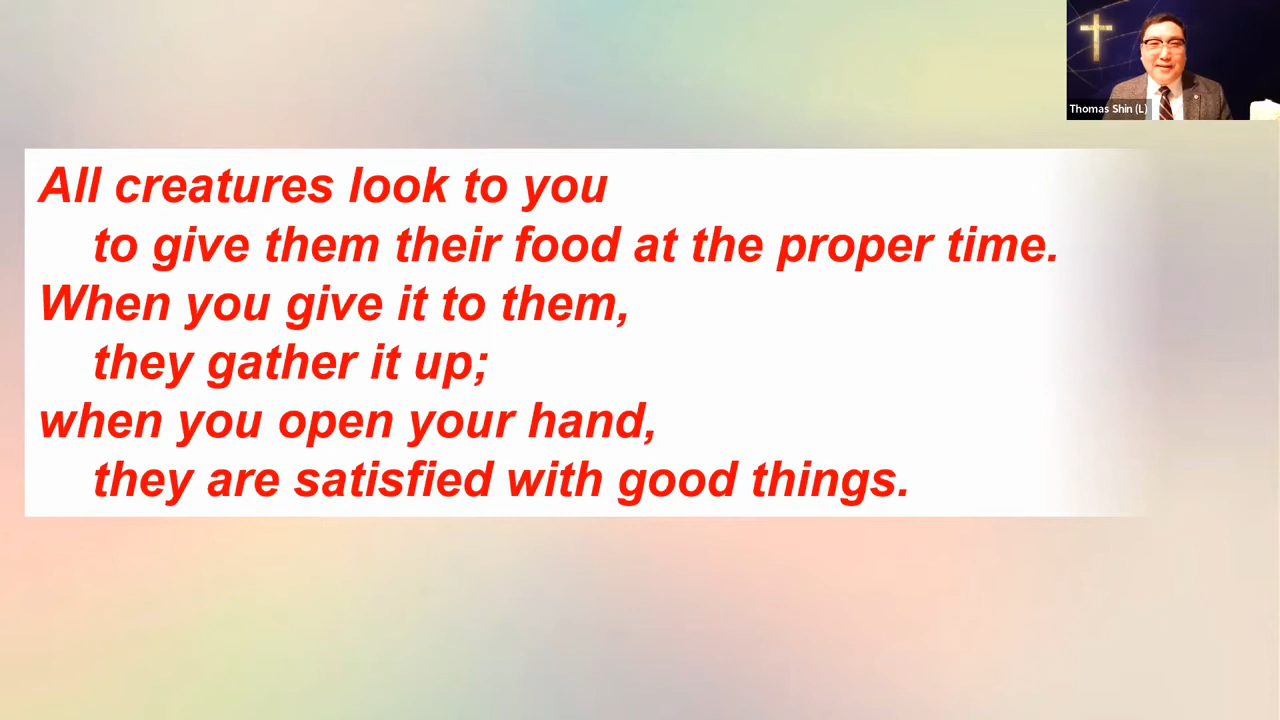 Thomas Shin (L)
All creatures look to you
to give them their food at the proper time.
When you give it to them,
they gather it up;
when you open your hand,
they are satisfied with good things.